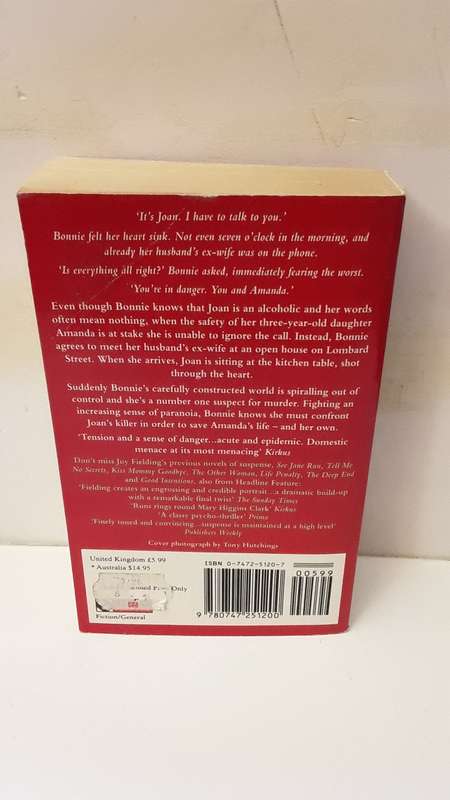 ‘It's Joan. I have to talk to you.’
Bonnie felt her heart sink. Not even seven o'clock in the morning, and
already her husband's ex-wife was on the phone.
‘Is everything all right?’ Bonnie asked, immediately fearing the worst.
‘You're in danger. You and Amanda.’
Even though Bonnie knows that Joan is an alcoholic and her words
often mean nothing, when the safety of her three-year-old daughter
Amanda is at stake she is unable to ignore the call. Instead, Bonnie
agrees to meet her husband's ex-wife at an open house on Lombard
Street. When she arrives, Joan is sitting at the kitchen table, shot
through the heart.
Suddenly Bonnie's carefully constructed world is spiralling out of
control and she's a number one suspect for murder. Fighting an
increasing sense of paranoia, Bonnie knows she must confront
Joan's killer in order to save Amanda's life – and her own.
‘Tension and a sense of danger...acute and epidemic. Domestic
menace at its most menacing’ Kirkus
Don't miss Joy Fielding's previous novels of suspense, See Jane Run, Tell Me
No Secrets, Kiss Mommy Goodbye, The Other Woman, Life Penalty, The Deep End
and Good Intentions, also from Headline Feature:
‘Fielding creates an engrossing and credible portrait...a dramatic build-up
with a remarkable final twist’ The Sunday Times
‘Runs rings round Mary Higgins Clark’ Kirkus
‘A classy psycho-thriller’ Prima
‘Finely tuned and convincing...suspense is maintained at a high level’
Publishers Weekly
Cover photograph by Tony Hutchings
United Kingdom £5.99
* Australia $14.95
Only
Fiction/General
ISBN 0-7472-5120-7
00599
9 780747 251200